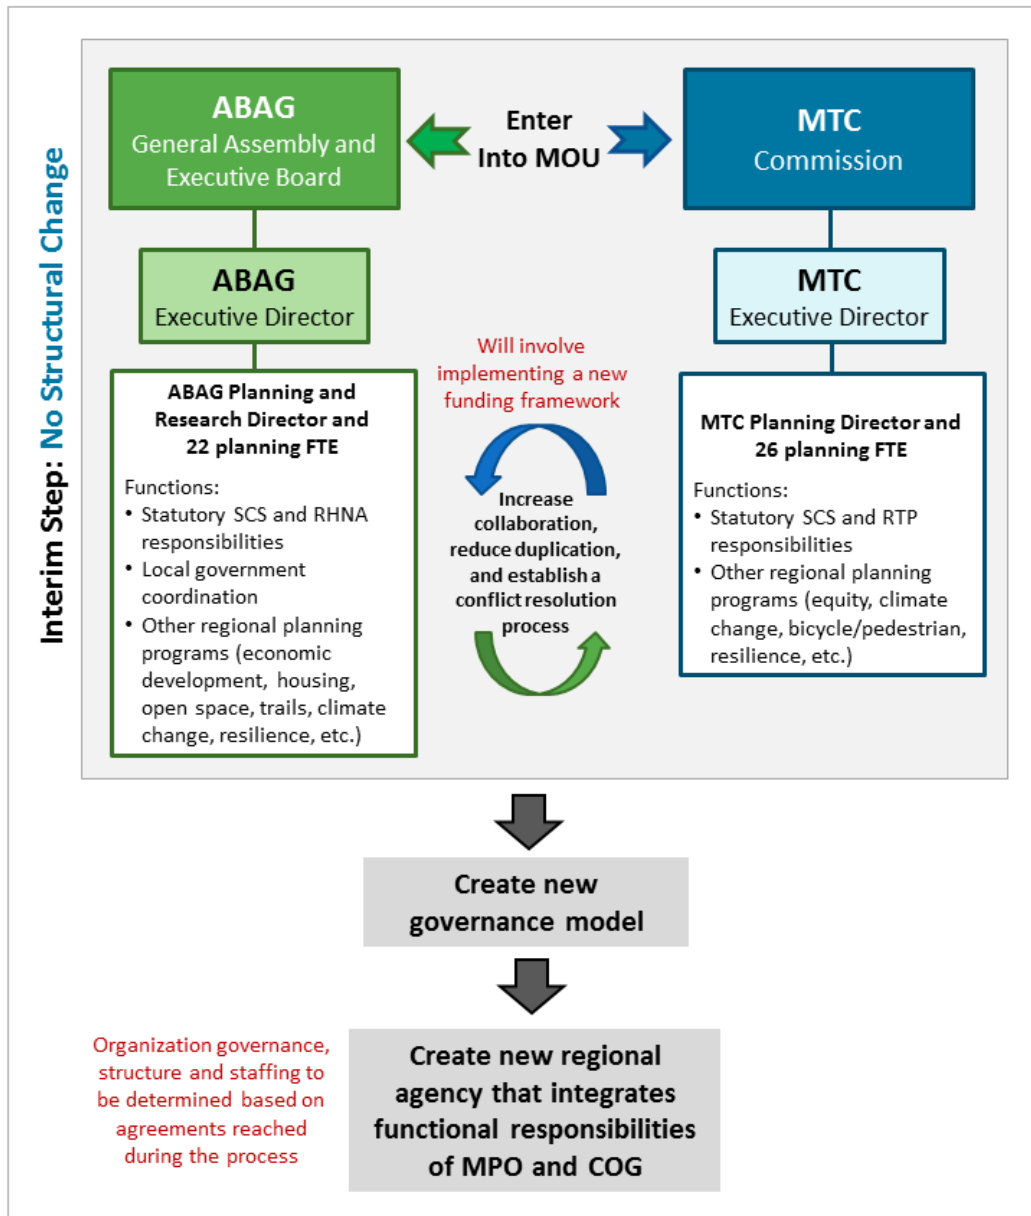 Interim Step: No Structural Change
ABAG
General Assembly and
Executive Board
Enter
Into MOU
MTC
Commission
ABAG
Executive Director
MTC
Executive Director
ABAG Planning and
Research Director and
22 planning FTE
Functions:
• Statutory SCS and RHNA
responsibilities
• Local government
coordination
• Other regional planning
programs (economic
development, housing,
open space, trails, climate
change, resilience, etc.)
Will involve
implementing a new
funding framework
Increase
collaboration,
reduce duplication,
and establish a
conflict resolution
process
MTC Planning Director and
26 planning FTE
Functions:
• Statutory SCS and RTP
responsibilities
• Other regional planning
programs (equity, climate
change, bicycle/pedestrian,
resilience, etc.)
Create new
governance model
Organization governance,
structure and staffing to
be determined based on
agreements reached
during the process
Create new regional
agency that integrates
functional responsibilities
of MPO and COG